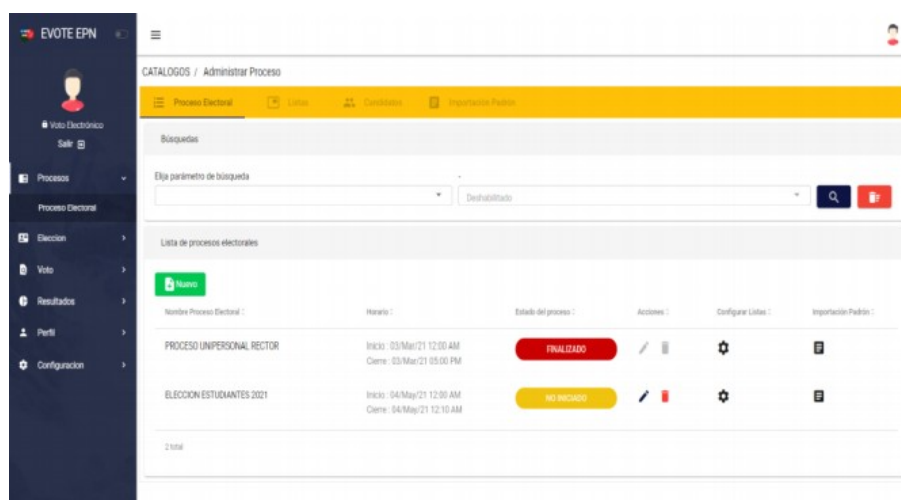 EVOTE EPN
CATALOGOS / Administrar Proceso
Proceso Electoral Listas Candidatos Importación Padrón
Voto Electrónico
Salir
Búsquedas
Procesos
Proceso Electoral
Eleccion
Voto
Resultados
Perfil
Configuracion
Elija parámetro de búsqueda -
Deshabilitado
Lista de procesos electorales
Nuevo
Nombre Proceso Electoral Horario Estado del proceso Acciones Configurar Listas Importación Padrón
PROCESO UNIPERSONAL RECTOR Inicio : 03/Mar/21 12:00 AM FINALIZADO
Cierre : 03/Mar/21 05:00 PM
ELECCION ESTUDIANTES 2021 Inicio : 04/May/21 12:00 AM NO INICIADO
Cierre : 04/May/21 12:10 AM
2 total